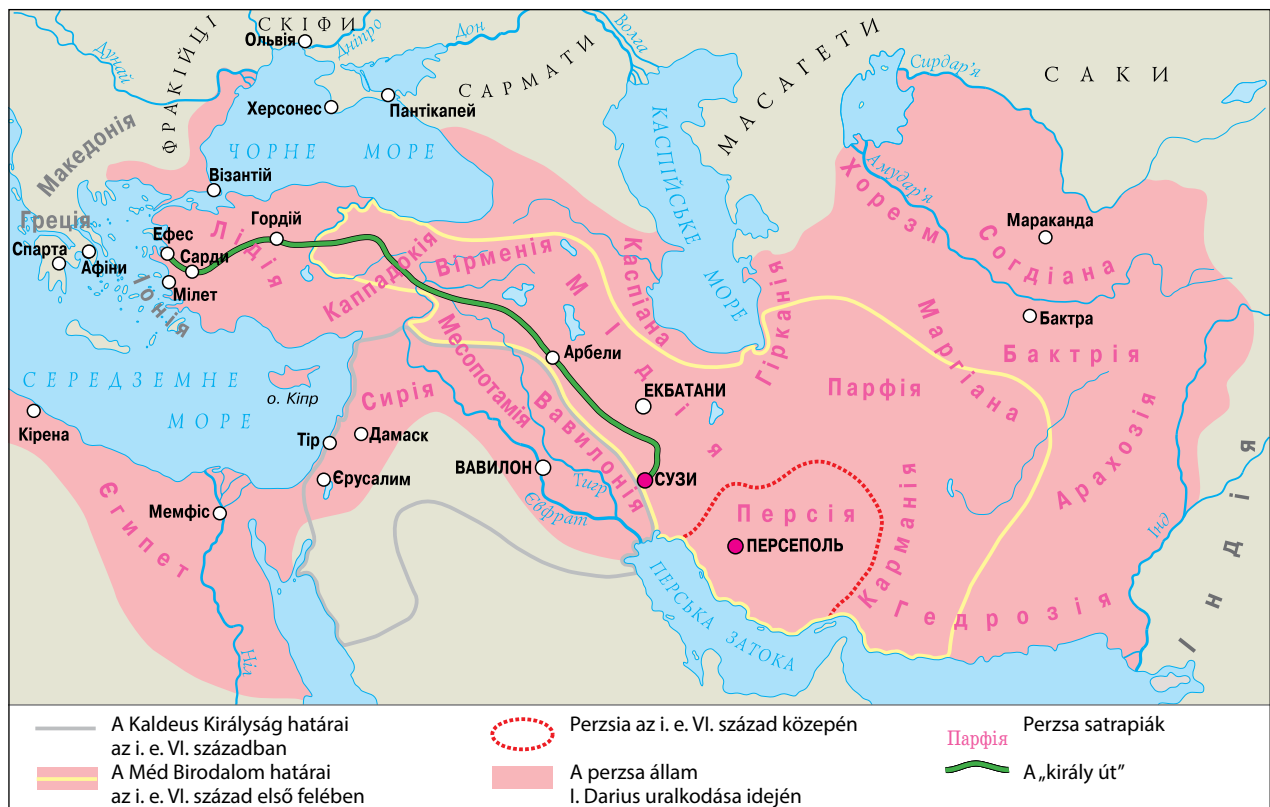 СКІФИ
Ольвія
Дніпро
Дон
Волга
Дунай
ФРАКІЙЦІ
САРМАТИ
МАСАГЕТИ
Сирдар'я
САКИ
Македонія
Херсонес
Пантікапей
ЧОРНЕ МОРЕ
КАСПІЙСЬКЕ МОРЕ
Амудар'я
Хорезм
Візантій
Гордій
Греція
Спарта
Афіни
Ефес
Сарди
Мілет
Іонія
Лідія
Каппадокія
Вірменія
Каспіана
Мідія
Гірканія
Мараканда
Согдіана
Бактра
Бактрія
Маргіана
Парфія
Арбели
ЕКБАТАНИ
Месопотамія
Вавилонія
СЕРЕДЗЕМНЕ
МОРЕ
о. Кіпр
Сирія
Кірена
Тір
Дамаск
Єрусалим
ВАВИЛОН
Тигр
Євфрат
СУЗИ
Арахозія
Інд
Індія
Єгипет
Мемфіс
Персія
ПЕРСЕПОЛЬ
Карманія
Гедрозія
ПЕРСЬКА ЗАТОКА
Ніл
A Kaldeus Királyság határai
az i. e. VI. században
A Méd Birodalom határai
az i. e. VI. század első felében
Perzsia az i. e. VI. század közepén
A perzsa állam
I. Darius uralkodása idején
Парфія
Perzsa satrapiák
A „király út”